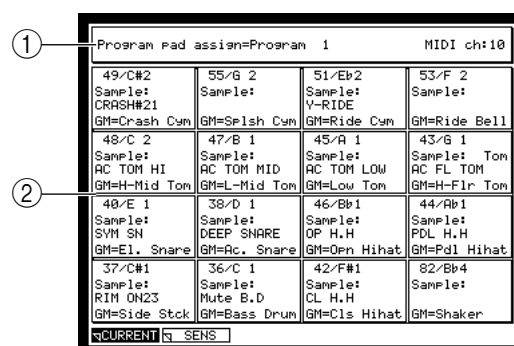 1
Program pad assign=Program 1 MIDI ch:10
49/C#2 55/G 2 51/Eb2 53/F 2
Sample: Sample: Sample: Sample:
CRASH#21 Y-RIDE
GM=Crash Cym GM=Splsh Cym GM=Ride Cym GM=Ride Bell
48/C 2 47/B 1 45/A 1 43/G 1
Sample: Sample: Sample: Sample: Tom
AC TOM HI AC TOM MID AC TOM LOW AC FL TOM
GM=H-Mid Tom GM=L-Mid Tom GM=Low Tom GM=H-Flr Tom
2
40/E 1 38/D 1 46/Bb1 44/Ab1
Sample: Sample: Sample: Sample:
SYM SN DEEP SNARE OP H.H PDL H.H
GM=El. Snare GM=Ac. Snare GM=Opn Hihat GM=Pdl Hihat
37/C#1 36/C 1 42/F#1 82/Bb4
Sample: Sample: Sample: Sample:
RIM ON23 Mute B.D CL H.H
GM=Side Stck GM=Bass Drum GM=Cls Hihat GM=Shaker
CURRENT SENS